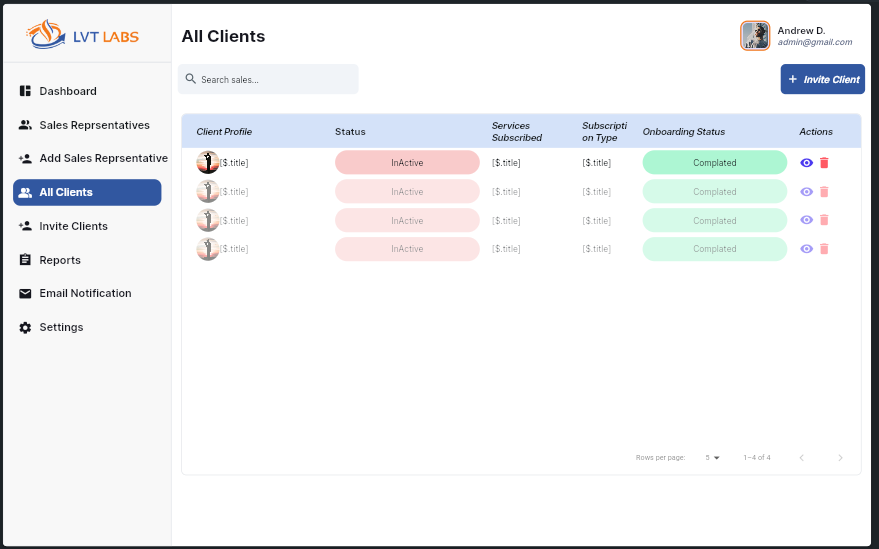 LVT LABS
All Clients
Andrew D.
admin@gmail.com
Search sales...
+ Invite Client
Dashboard
Sales Reprsentatives
Add Sales Reprsentative
All Clients
Invite Clients
Reports
Email Notification
Settings
Client Profile Status Services Subscribed Subscripti on Type Onboarding Status Actions
[$.title] InActive [$.title] [$.title] Complated
[$.title] InActive [$.title] [$.title] Complated
[$.title] InActive [$.title] [$.title] Complated
[$.title] InActive [$.title] [$.title] Complated
Rows per page: 5 1–4 of 4